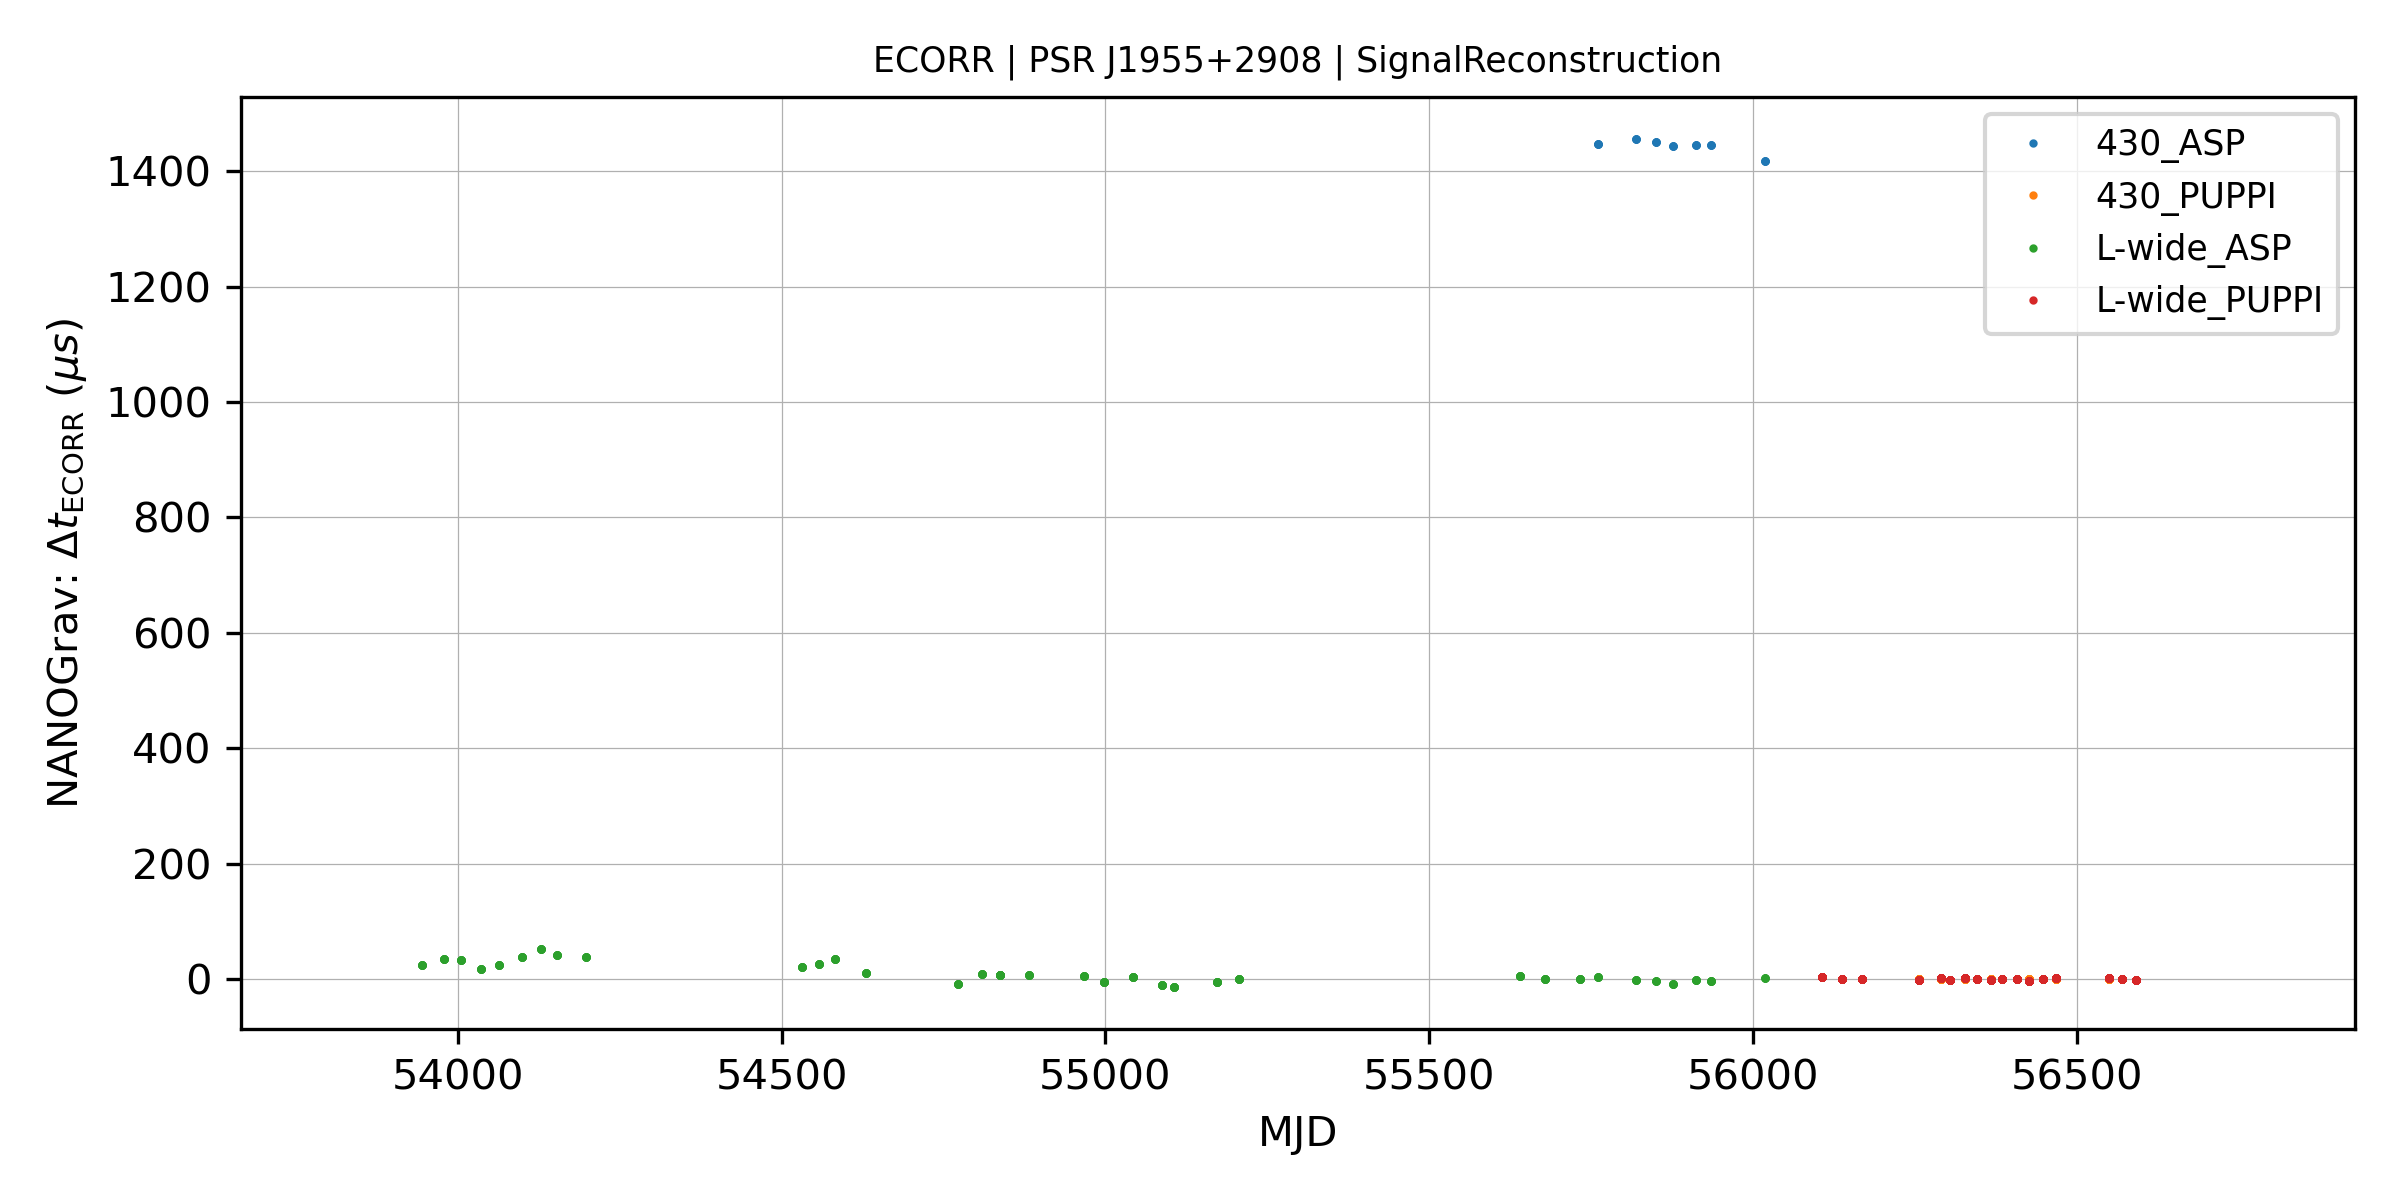 ECORR | PSR J1955+2908 | SignalReconstruction
430_ASP
430_PUPPI
L-wide_ASP
L-wide_PUPPI
NANOGrav: Δt_ECORR (μs)
1400
1200
1000
800
600
400
200
0
54000 54500 55000 55500 56000 56500
MJD